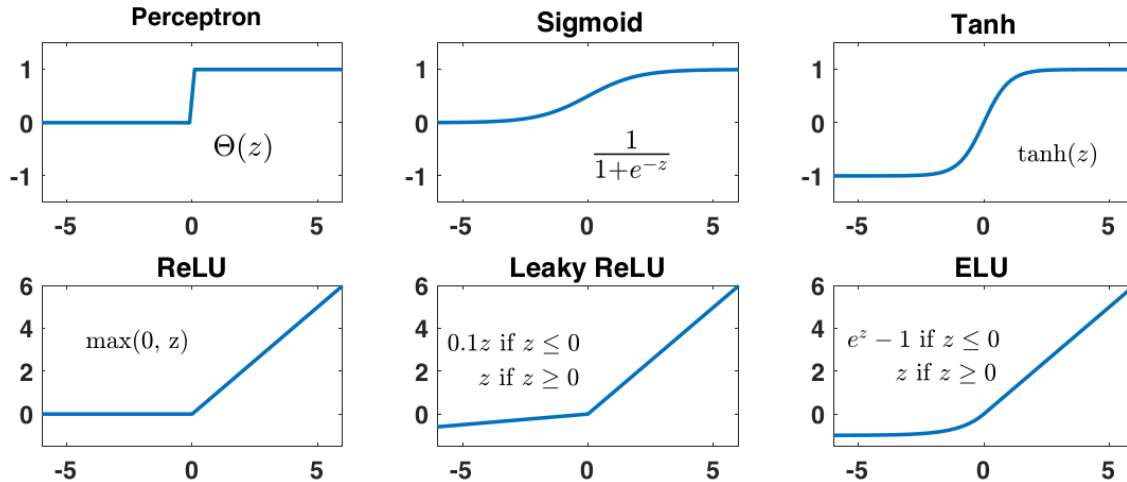 Perceptron
Sigmoid
Tanh
1
0
-1
Θ(z)
-5
0
5
1
0
-1
1
1+e^{-z}
-5
0
5
1
0
-1
tanh(z)
-5
0
5
ReLU
Leaky ReLU
ELU
6
4
2
0
max(0, z)
-5
0
5
6
4
2
0
0.1z if z ≤ 0
z if z ≥ 0
-5
0
5
6
4
2
0
e^z − 1 if z ≤ 0
z if z ≥ 0
-5
0
5